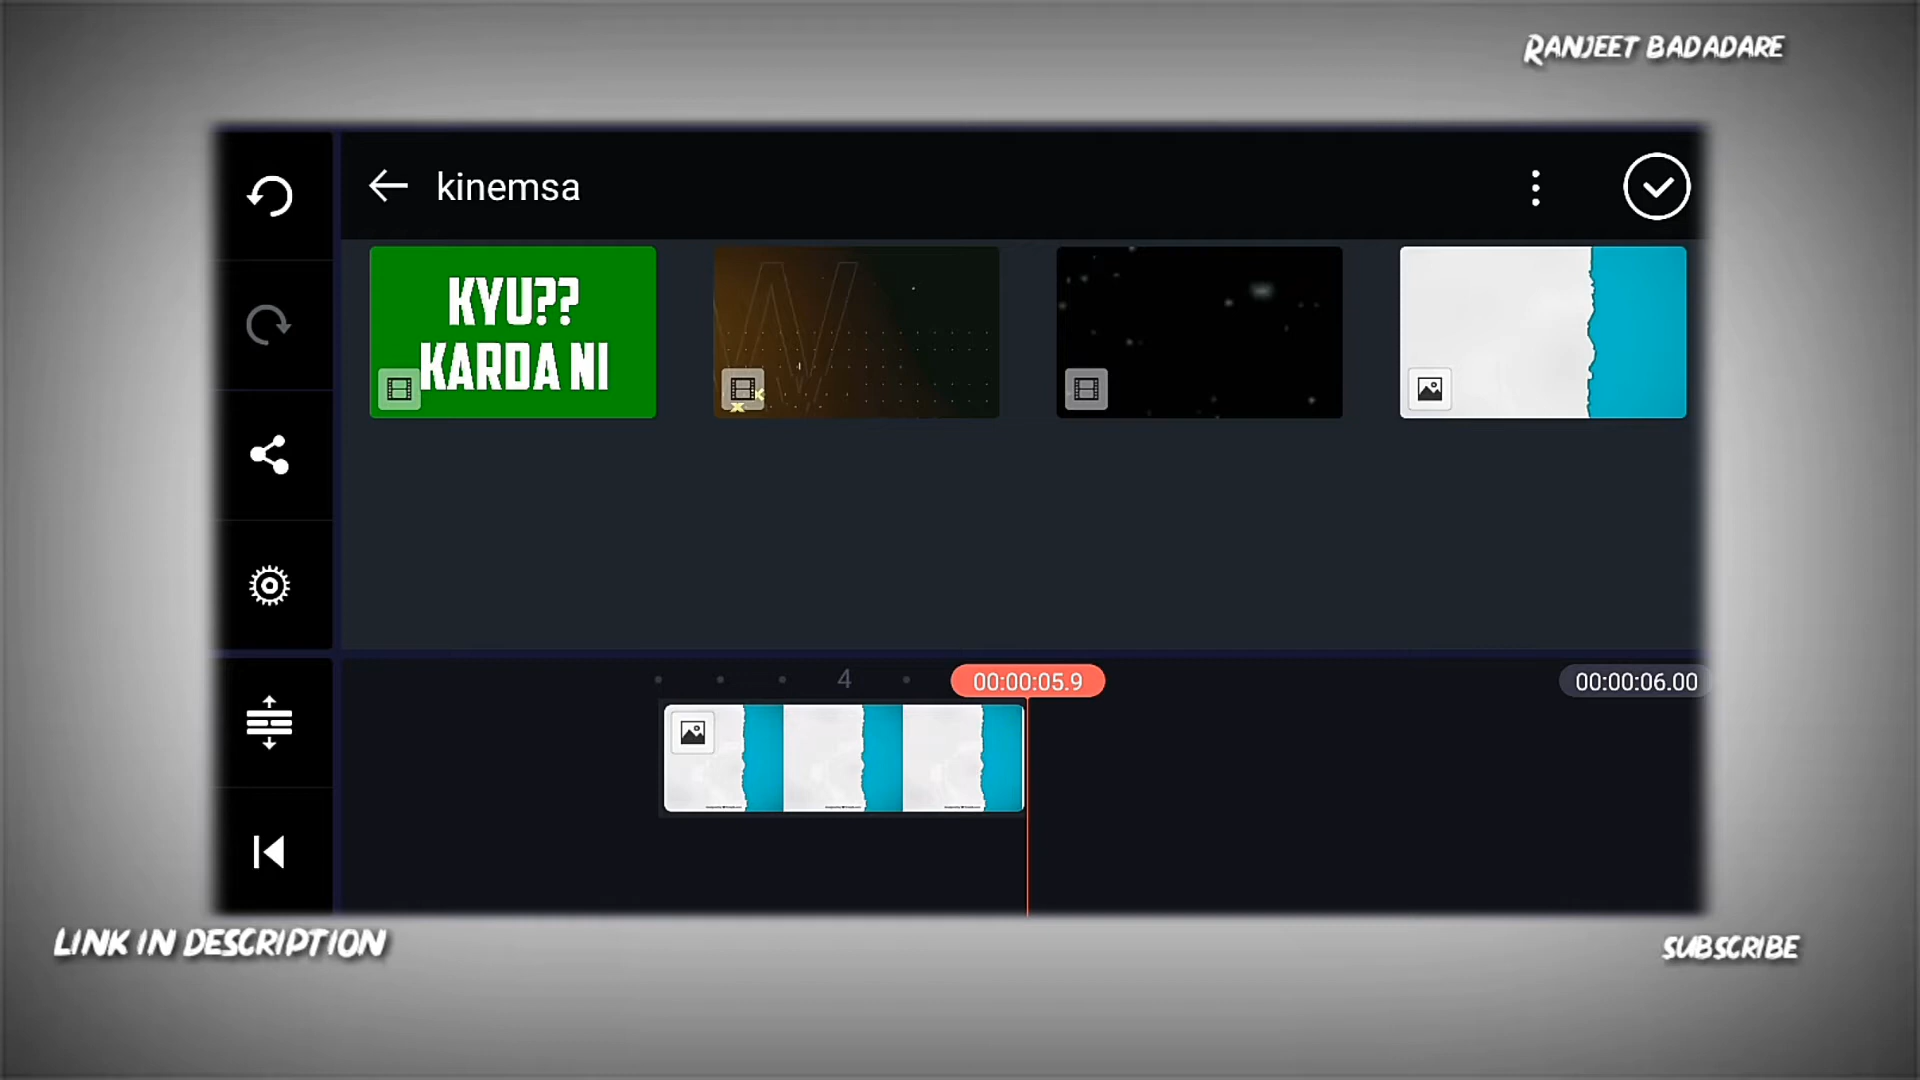 RANJEET BADADARE
kinemsa
KYU??
KARDA NI
4
00:00:05.9
00:00:06.00
LINK IN DESCRIPTION
SUBSCRIBE